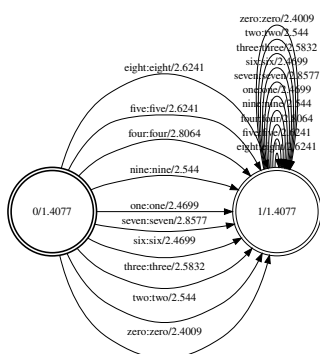 zero:zero/2.4009
two:two/2.544
three:three/2.5832
six:six/2.4699
seven:seven/2.8577
one:one/2.4699
nine:nine/2.544
four:four/2.8064
five:five/2.6241
eight:eight/2.6241
eight:eight/2.6241
five:five/2.6241
four:four/2.8064
nine:nine/2.544
0/1.4077
one:one/2.4699
1/1.4077
seven:seven/2.8577
six:six/2.4699
three:three/2.5832
two:two/2.544
zero:zero/2.4009